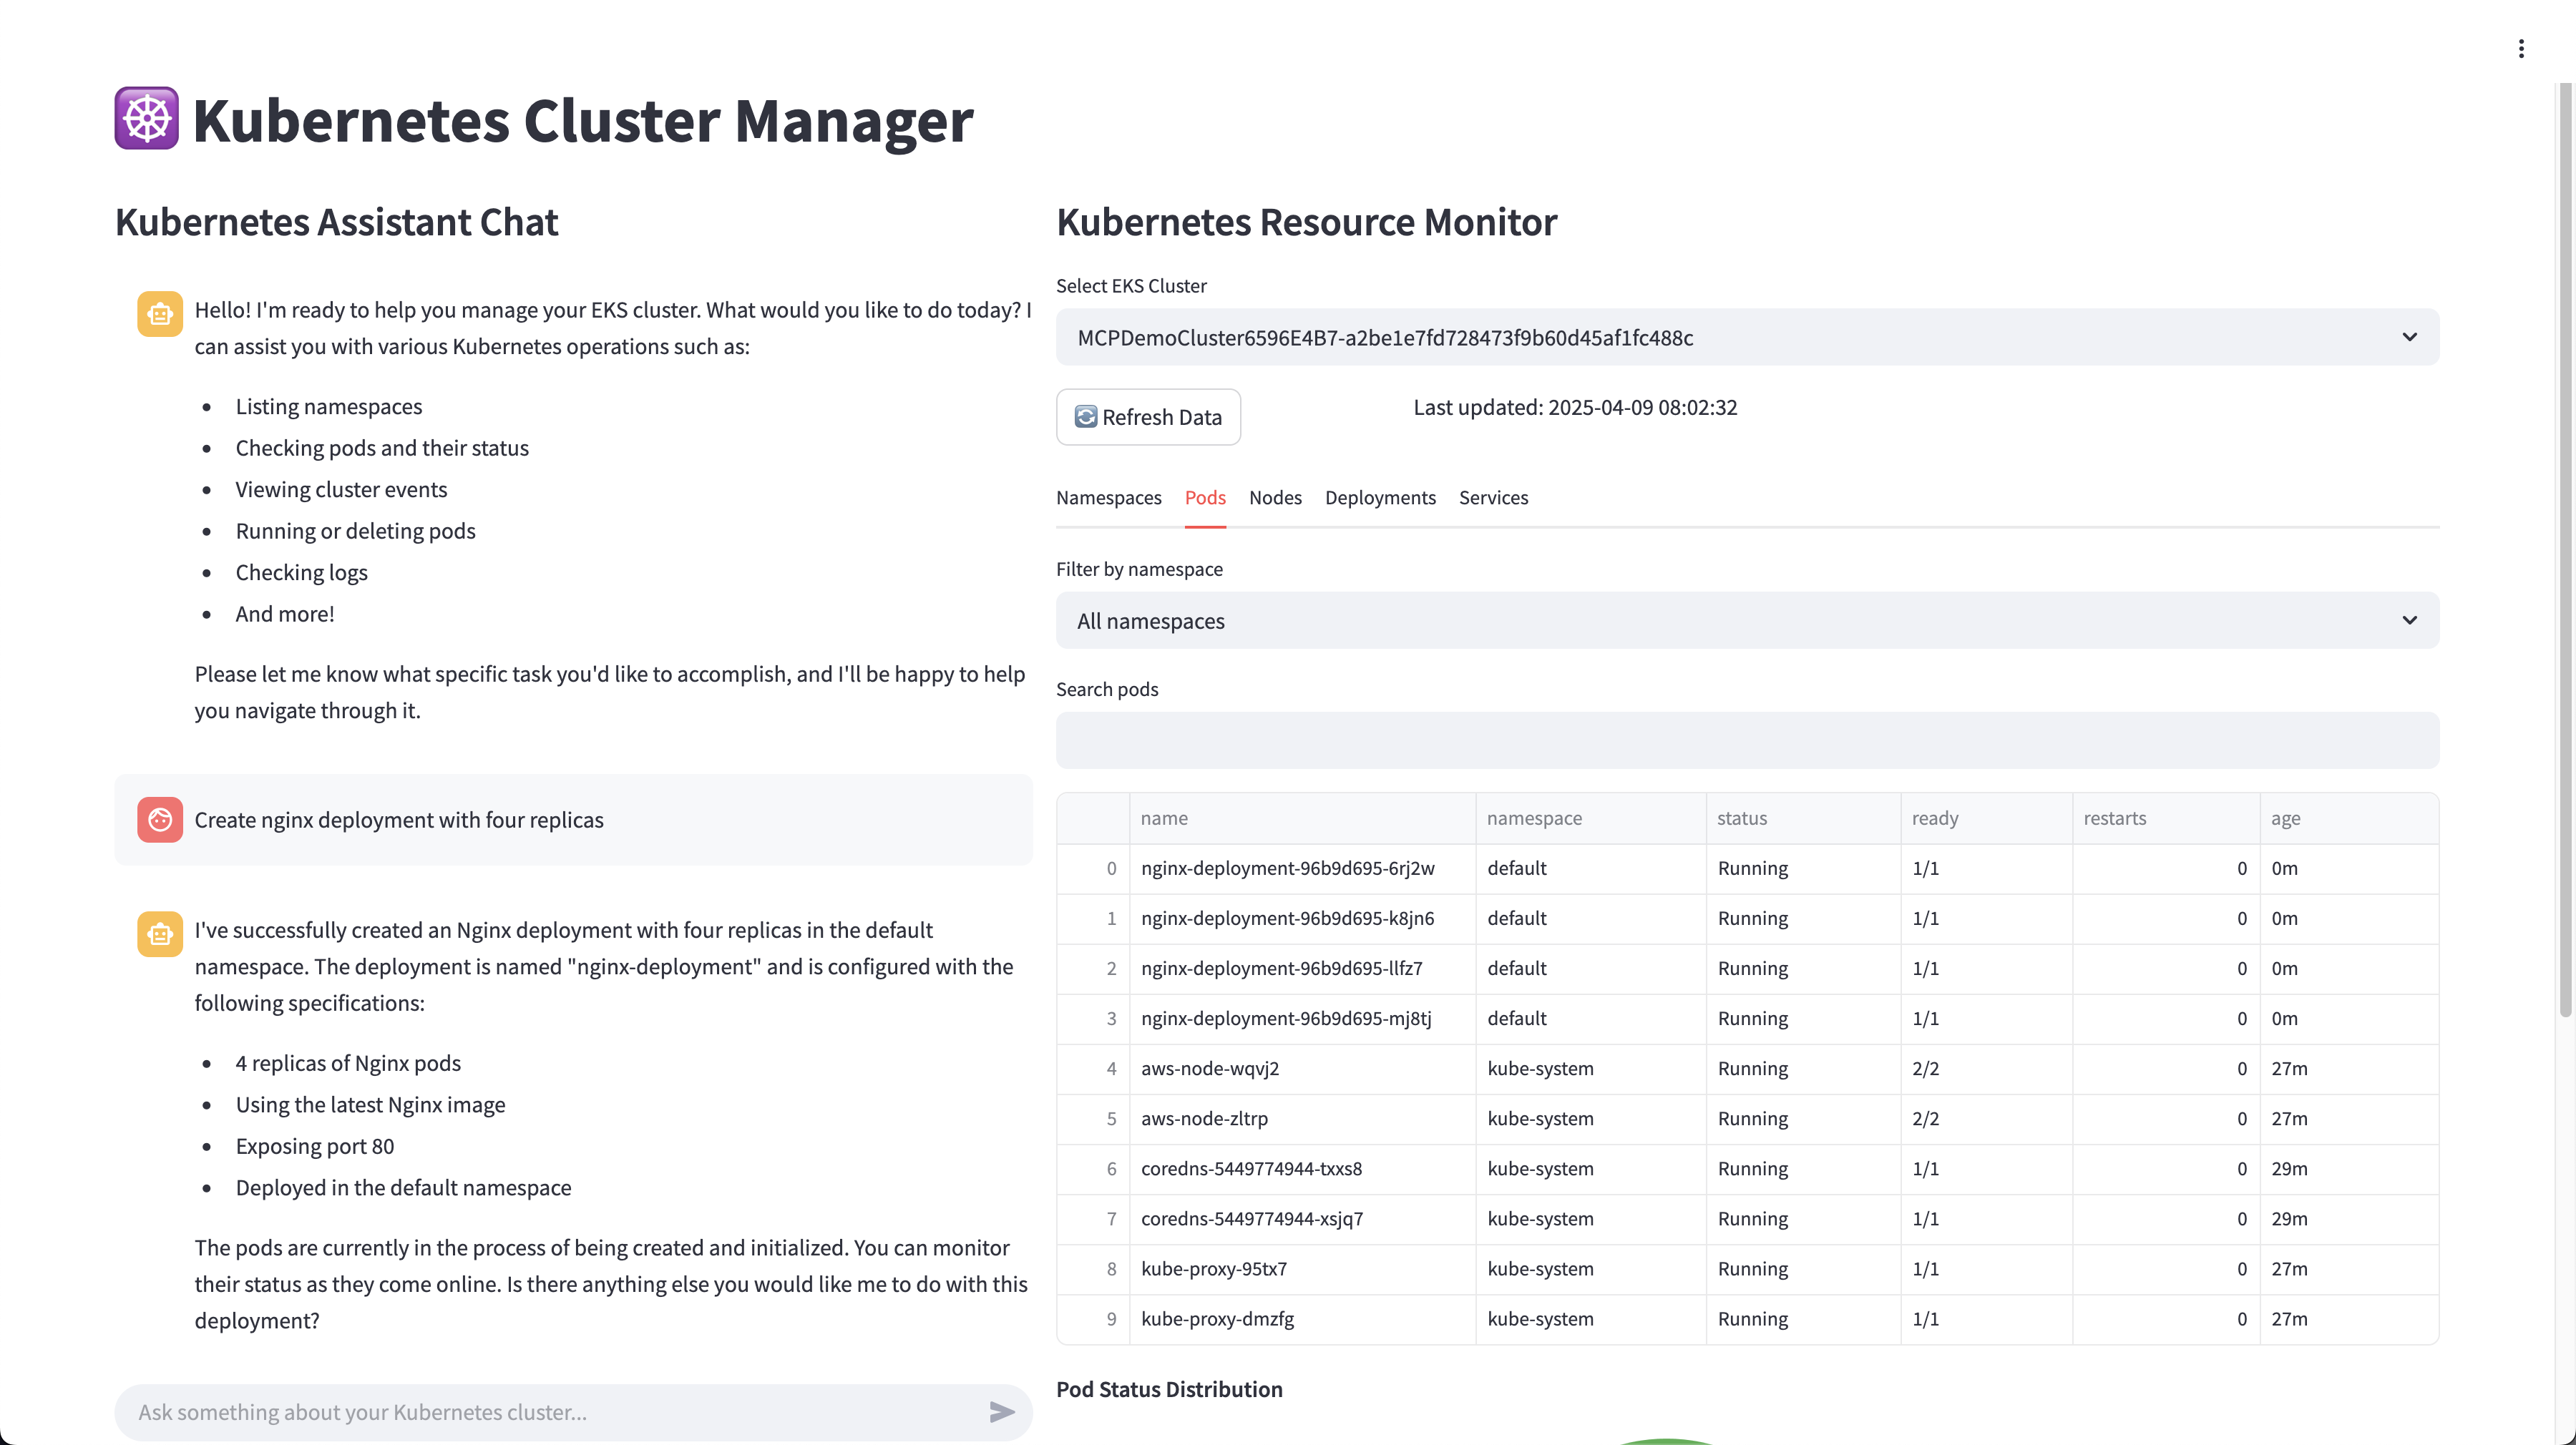 Kubernetes Cluster Manager
Kubernetes Assistant Chat
Hello! I'm ready to help you manage your EKS cluster. What would you like to do today? I
can assist you with various Kubernetes operations such as:
• Listing namespaces
• Checking pods and their status
• Viewing cluster events
• Running or deleting pods
• Checking logs
• And more!
Please let me know what specific task you'd like to accomplish, and I'll be happy to help
you navigate through it.
Create nginx deployment with four replicas
I've successfully created an Nginx deployment with four replicas in the default
namespace. The deployment is named "nginx-deployment" and is configured with the
following specifications:
• 4 replicas of Nginx pods
• Using the latest Nginx image
• Exposing port 80
• Deployed in the default namespace
The pods are currently in the process of being created and initialized. You can monitor
their status as they come online. Is there anything else you would like me to do with this
deployment?
Ask something about your Kubernetes cluster...
Kubernetes Resource Monitor
Select EKS Cluster
MCPDemoCluster6596E4B7-a2be1e7fd728473f9b60d45af1fc488c
Refresh Data Last updated: 2025-04-09 08:02:32
Namespaces Pods Nodes Deployments Services
Filter by namespace
All namespaces
Search pods
name namespace status ready restarts age
0 nginx-deployment-96b9d695-6rj2w default Running 1/1 0 0m
1 nginx-deployment-96b9d695-k8jn6 default Running 1/1 0 0m
2 nginx-deployment-96b9d695-llfz7 default Running 1/1 0 0m
3 nginx-deployment-96b9d695-mj8tj default Running 1/1 0 0m
4 aws-node-wqvj2 kube-system Running 2/2 0 27m
5 aws-node-zltrp kube-system Running 2/2 0 27m
6 coredns-5449774944-txxs8 kube-system Running 1/1 0 29m
7 coredns-5449774944-xsjq7 kube-system Running 1/1 0 29m
8 kube-proxy-95tx7 kube-system Running 1/1 0 27m
9 kube-proxy-dmzfg kube-system Running 1/1 0 27m
Pod Status Distribution